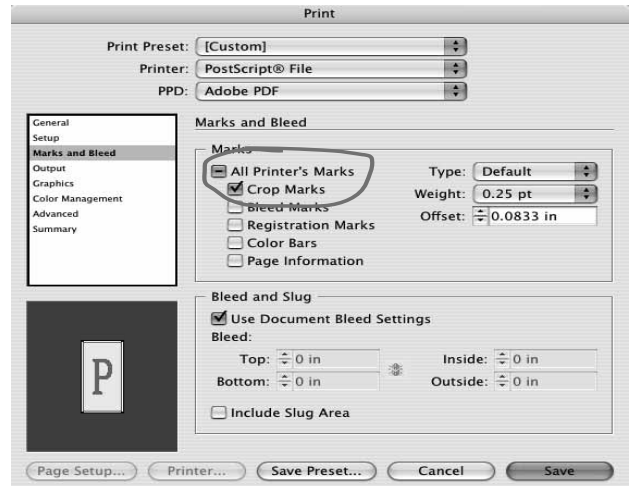 Print
Print Preset: [Custom]
Printer: PostScript® File
PPD: Adobe PDF
General
Setup
Marks and Bleed
Output
Graphics
Color Management
Advanced
Summary
Marks and Bleed
Marks
All Printer's Marks
Crop Marks
Bleed Marks
Registration Marks
Color Bars
Page Information
Type: Default
Weight: 0.25 pt
Offset: 0.0833 in
Bleed and Slug
Use Document Bleed Settings
Bleed:
Top: 0 in Inside: 0 in
Bottom: 0 in Outside: 0 in
Include Slug Area
P
Page Setup... Printer... Save Preset... Cancel Save